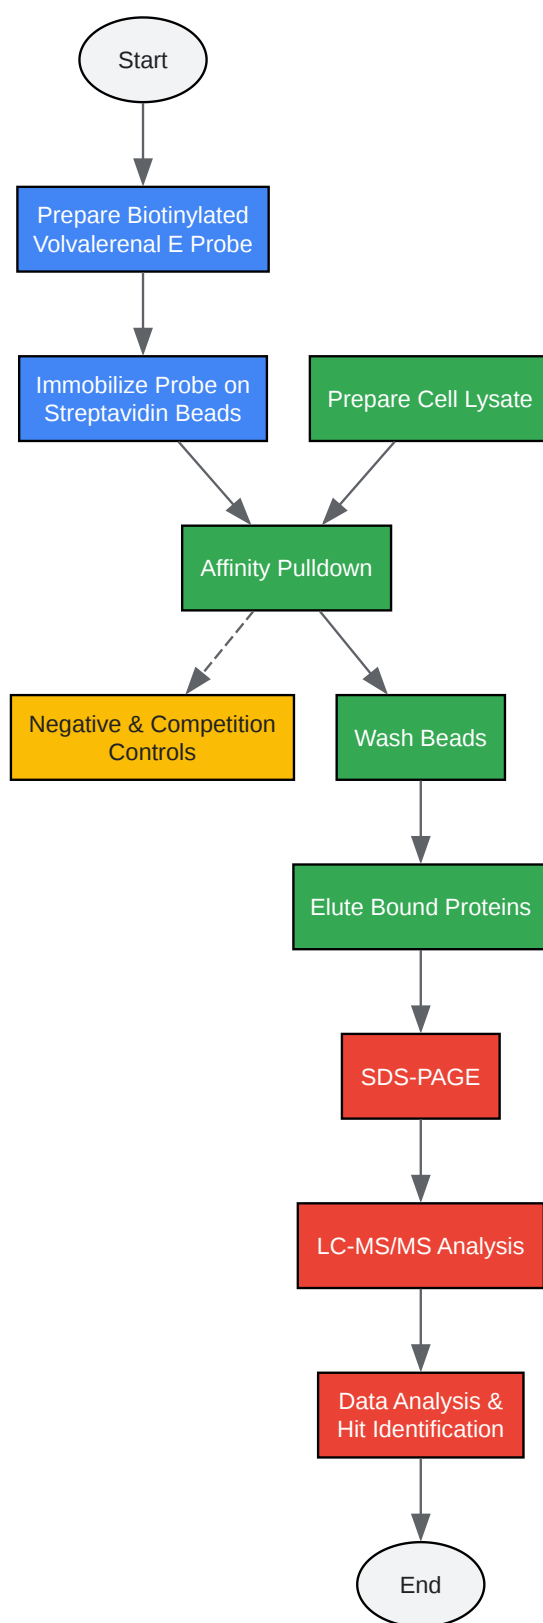 Start
Prepare Biotinylated
Volvalerenal E Probe
Immobilize Probe on
Streptavidin Beads
Prepare Cell Lysate
Affinity Pulldown
Negative & Competition
Controls
Wash Beads
Elute Bound Proteins
SDS-PAGE
LC-MS/MS Analysis
Data Analysis &
Hit Identification
End